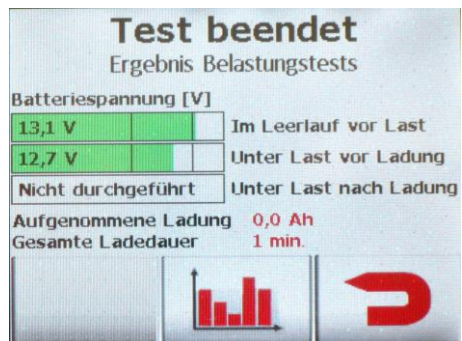 Test beendet
Ergebnis Belastungstests
Batteriespannung [V]
13,1 V Im Leerlauf vor Last
12,7 V Unter Last vor Ladung
Nicht durchgeführt Unter Last nach Ladung
Aufgenommene Ladung 0,0 Ah
Gesamte Ladedauer 1 min.